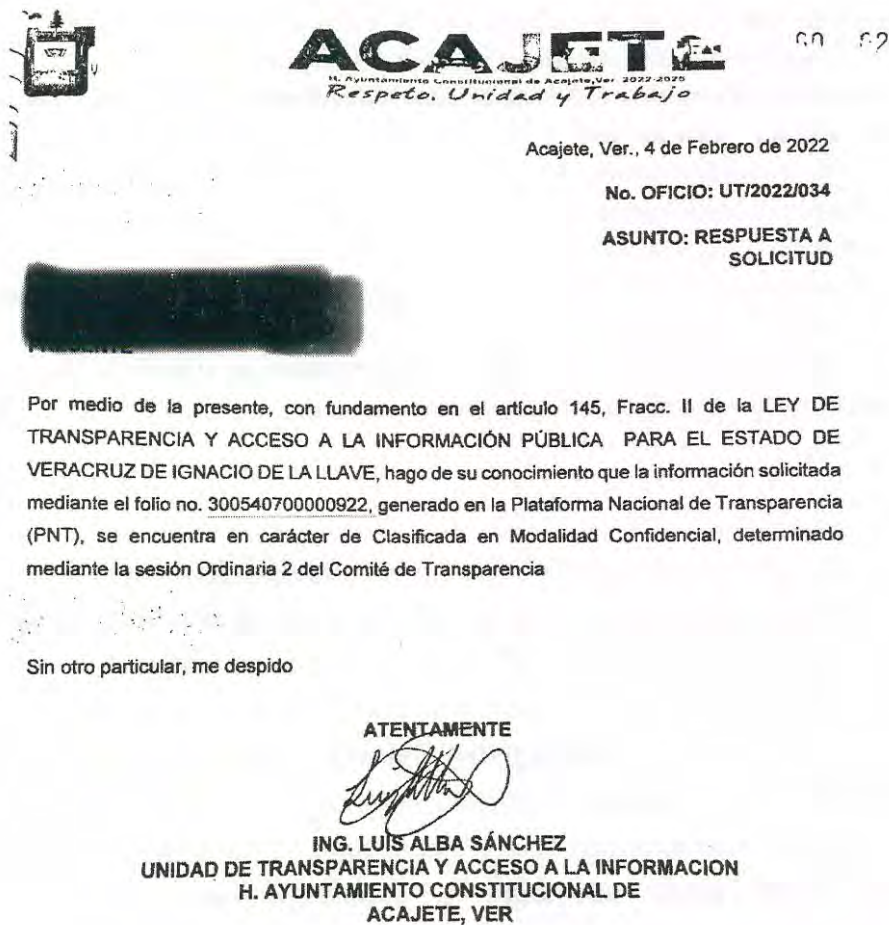 ACAJETE
H. Ayuntamiento Constitucional de Acajete, Ver 2022-2025
Respeto, Unidad y Trabajo
Acajete, Ver., 4 de Febrero de 2022
No. OFICIO: UT/2022/034
ASUNTO: RESPUESTA A
SOLICITUD
PRESENTE
Por medio de la presente, con fundamento en el artículo 145, Fracc. II de la LEY DE
TRANSPARENCIA Y ACCESO A LA INFORMACIÓN PÚBLICA PARA EL ESTADO DE
VERACRUZ DE IGNACIO DE LA LLAVE, hago de su conocimiento que la información solicitada
mediante el folio no. 300540700000922, generado en la Plataforma Nacional de Transparencia
(PNT), se encuentra en carácter de Clasificada en Modalidad Confidencial, determinado
mediante la sesión Ordinaria 2 del Comité de Transparencia
Sin otro particular, me despido
ATENTAMENTE
ING. LUIS ALBA SÁNCHEZ
UNIDAD DE TRANSPARENCIA Y ACCESO A LA INFORMACION
H. AYUNTAMIENTO CONSTITUCIONAL DE
ACAJETE, VER